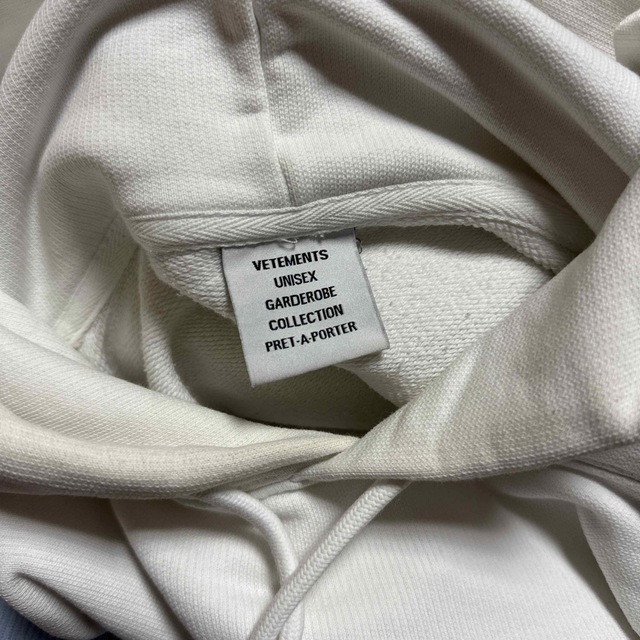 VETEMENTS
UNISEX
GARDEROBE
COLLECTION
PRET-A-PORTER